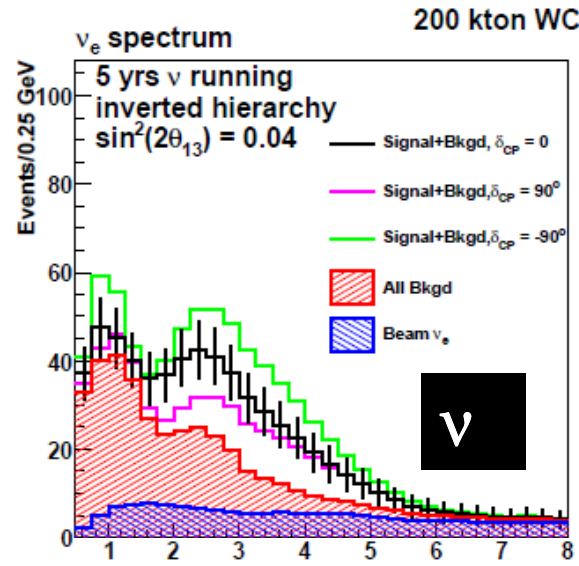 200 kton WC
νe spectrum
5 yrs ν running
inverted hierarchy
sin²(2θ₁₃) = 0.04
Events/0.25 GeV
100
80
60
40
20
0
Signal+Bkgd, δCP = 0
Signal+Bkgd,δCP = 90°
Signal+Bkgd,δCP = -90°
All Bkgd
Beam νe
ν
1 2 3 4 5 6 7 8